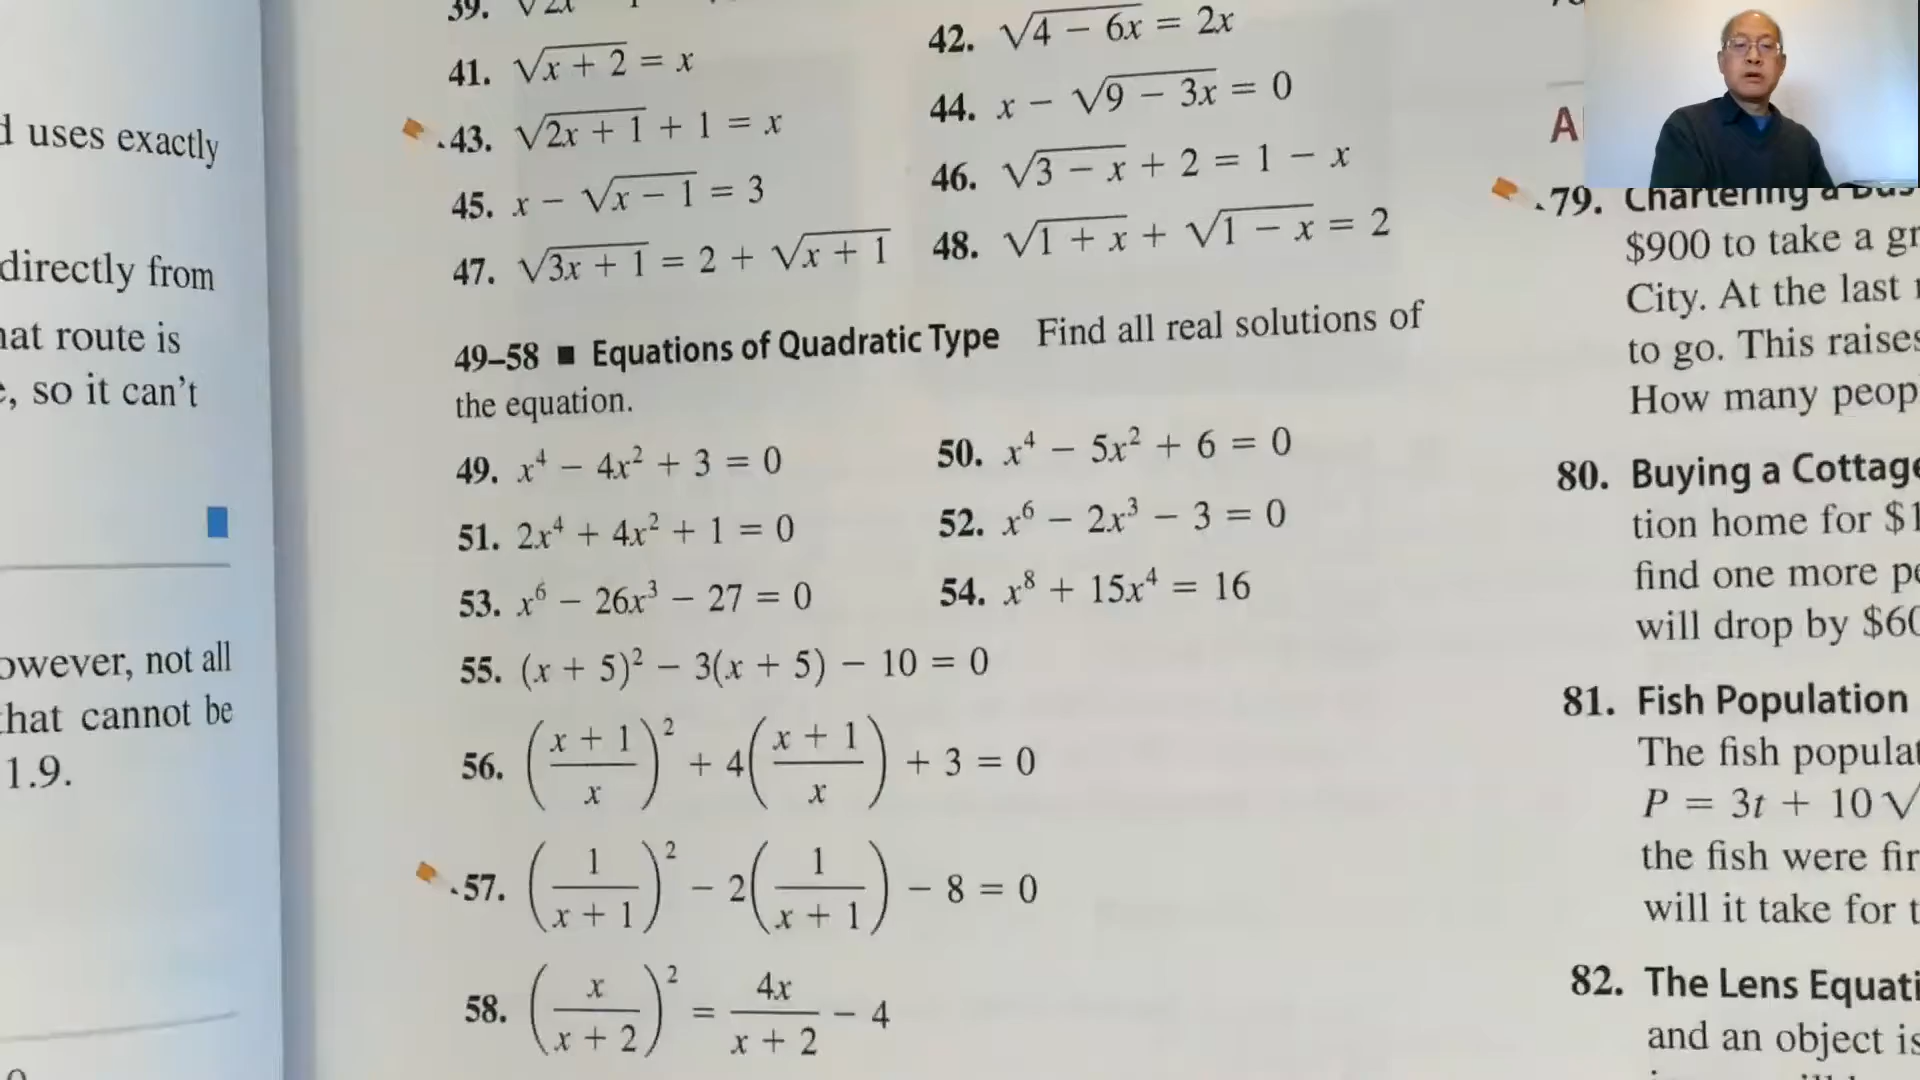 d uses exactly
directly from
hat route is
e, so it can't
owever, not all
that cannot be
1.9.
39. √2x
41. √x + 2 = x
42. √4 − 6x = 2x
43. √2x + 1 + 1 = x
44. x − √9 − 3x = 0
45. x − √x − 1 = 3
46. √3 − x + 2 = 1 − x
47. √3x + 1 = 2 + √x + 1
48. √1 + x + √1 − x = 2
49–58 ■ Equations of Quadratic Type Find all real solutions of
the equation.
49. x⁴ − 4x² + 3 = 0
50. x⁴ − 5x² + 6 = 0
51. 2x⁴ + 4x² + 1 = 0
52. x⁶ − 2x³ − 3 = 0
53. x⁶ − 26x³ − 27 = 0
54. x⁸ + 15x⁴ = 16
55. (x + 5)² − 3(x + 5) − 10 = 0
56. ((x + 1)/x)² + 4((x + 1)/x) + 3 = 0
57. (1/(x + 1))² − 2(1/(x + 1)) − 8 = 0
58. (x/(x + 2))² = 4x/(x + 2) − 4
A
79. Chartering a Bus
$900 to take a gr
City. At the last
to go. This raises
How many peop
80. Buying a Cottage
tion home for $1
find one more pe
will drop by $60
81. Fish Population
The fish populat
P = 3t + 10√
the fish were fir
will it take for t
82. The Lens Equati
and an object is